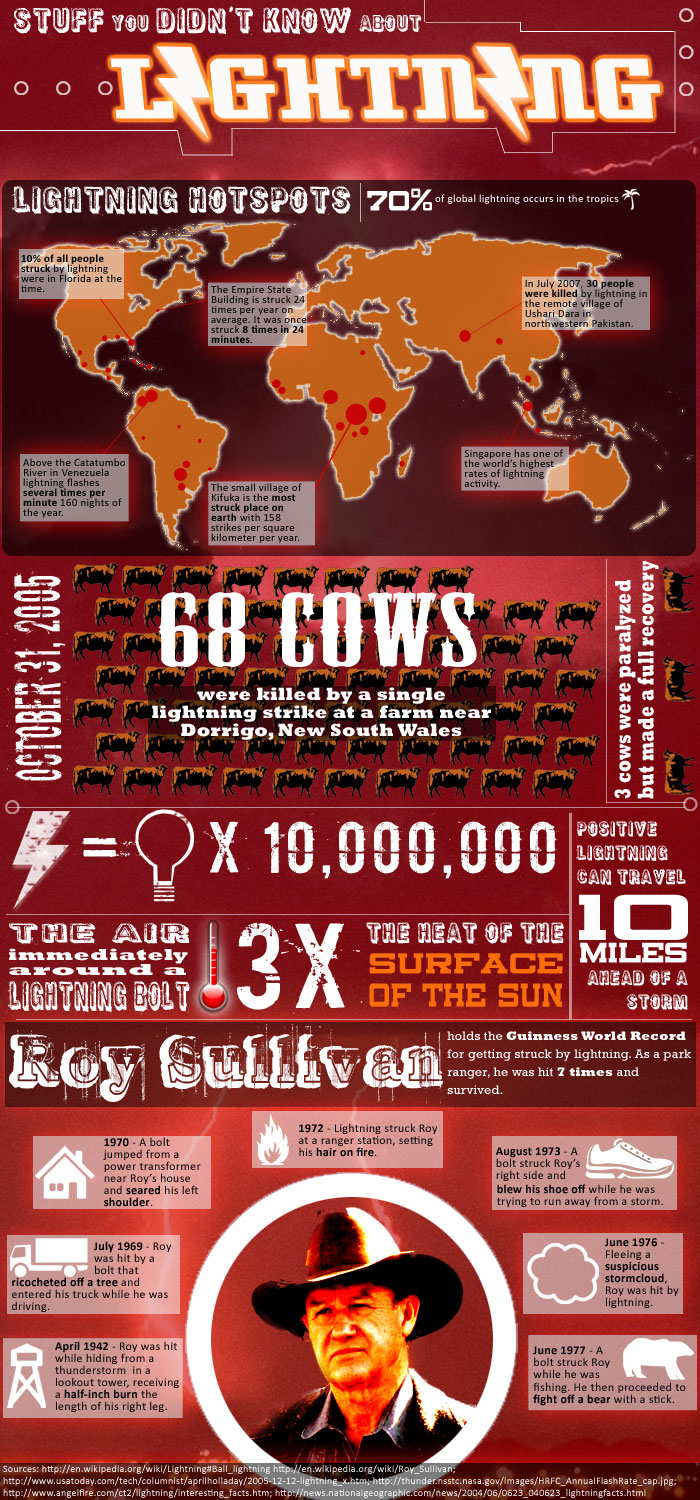 STUFF YOU DIDN'T KNOW ABOUT
LIGHTNING
LIGHTNING HOTSPOTS
70% of global lightning occurs in the tropics
10% of all people
struck by lightning
were in Florida at the
time.
The Empire State
Building is struck 24
times per year on
average. It was once
struck 8 times in 24
minutes.
In July 2007, 30 people
were killed by lightning in
the remote village of
Ushari Dara in
northwestern Pakistan.
Above the Catatumbo
River in Venezuela
lightning flashes
several times per
minute 160 nights of
the year.
The small village of
Kifuka is the most
struck place on
earth with 158
strikes per square
kilometer per year.
Singapore has one of
the world's highest
rates of lightning
activity.
OCTOBER 31, 2005
68 COWS
were killed by a single
lightning strike at a farm near
Dorrigo, New South Wales
3 cows were paralyzed
but made a full recovery
= X 10,000,000
POSITIVE
LIGHTNING
CAN TRAVEL
10
MILES
AHEAD OF A
STORM
THE AIR
immediately
around a
LIGHTNING BOLT
3X
THE HEAT OF THE
SURFACE
OF THE SUN
Roy Sullivan
holds the Guinness World Record
for getting struck by lightning. As a park
ranger, he was hit 7 times and
survived.
1970 - A bolt
jumped from a
power transformer
near Roy's house
and seared his left
shoulder.
1972 - Lightning struck Roy
at a ranger station, setting
his hair on fire.
August 1973 - A
bolt struck Roy's
right side and
blew his shoe off while he was
trying to run away from a storm.
July 1969 - Roy
was hit by a
bolt that
ricocheted off a tree and
entered his truck while he was
driving.
June 1976 -
Fleeing a
suspicious
stormcloud,
Roy was hit by
lightning.
April 1942 - Roy was hit
while hiding from a
thunderstorm in a
lookout tower, receiving
a half-inch burn the
length of his right leg.
June 1977 - A
bolt struck Roy
while he was
fishing. He then proceeded to
fight off a bear with a stick.
Sources: http://en.wikipedia.org/wiki/Lightning#Ball_lightning http://en.wikipedia.org/wiki/Roy_Sullivan;
http://www.usatoday.com/tech/columnist/aprilholladay/2005-12-12-lightning_x.htm; http://thunder.nsstc.nasa.gov/images/HRFC_AnnualFlashRate_cap.jpg;
http://www.angelfire.com/ct2/lightning/interesting_facts.htm; http://news.nationalgeographic.com/news/2004/06/0623_040623_lightningfacts.html